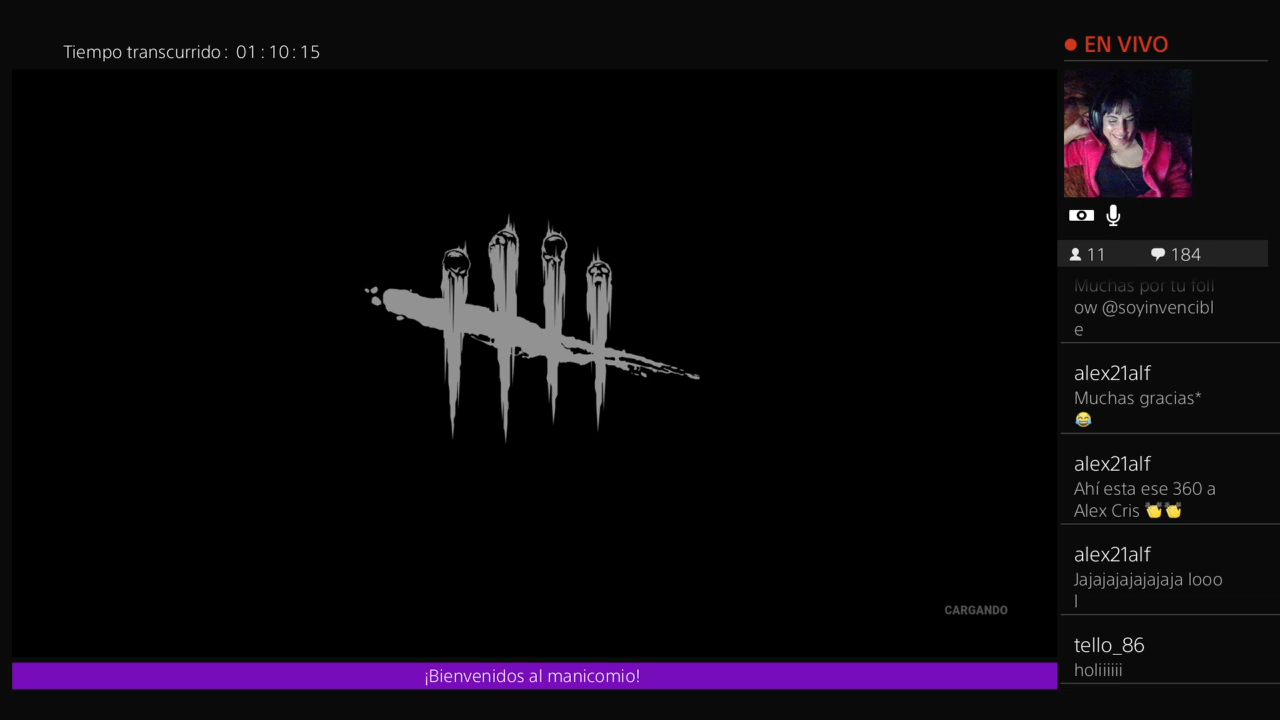 Tiempo transcurrido : 01 : 10 : 15
EN VIVO
11 184
Muchas por tu foll
ow @soyinvencibl
e
alex21alf
Muchas gracias*
😂
alex21alf
Ahí esta ese 360 a
Alex Cris 👏👏
alex21alf
Jajajajajajajaja looo
l
tello_86
holiiiiii
CARGANDO
¡Bienvenidos al manicomio!